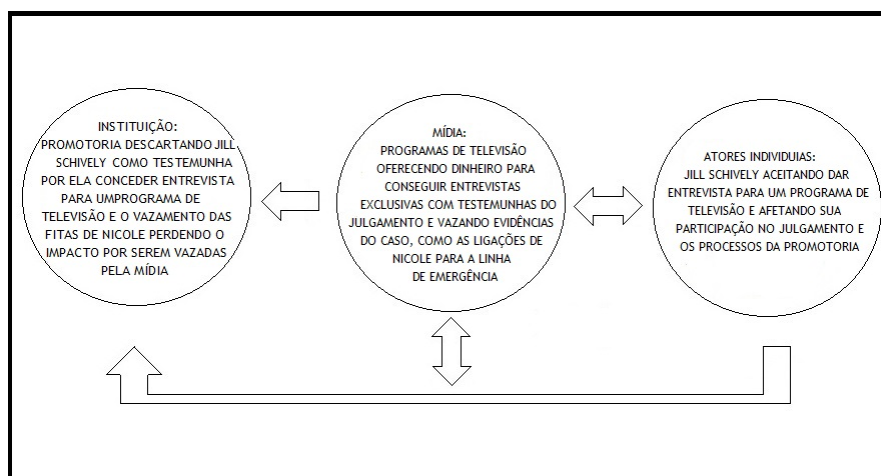 INSTITUIÇÃO:
PROMOTORIA DESCARTANDO JILL
SCHIVELY COMO TESTEMUNHA
POR ELA CONCEDER ENTREVISTA
PARA UMPROGRAMA DE
TELEVISÃO E O VAZAMENTO DAS
FITAS DE NICOLE PERDENDO O
IMPACTO POR SEREM VAZADAS
PELA MÍDIA
MÍDIA:
PROGRAMAS DE TELEVISÃO
OFERECENDO DINHEIRO PARA
CONSEGUIR ENTREVISTAS
EXCLUSIVAS COM TESTEMUNHAS DO
JULGAMENTO E VAZANDO EVIDÊNCIAS
DO CASO, COMO AS LIGAÇÕES DE
NICOLE PARA A LINHA
DE EMERGÊNCIA
ATORES INDIVIDUIAS:
JILL SCHIVELY ACEITANDO DAR
ENTREVISTA PARA UM PROGRAMA DE
TELEVISÃO E AFETANDO SUA
PARTICIPAÇÃO NO JULGAMENTO E
OS PROCESSOS DA PROMOTORIA